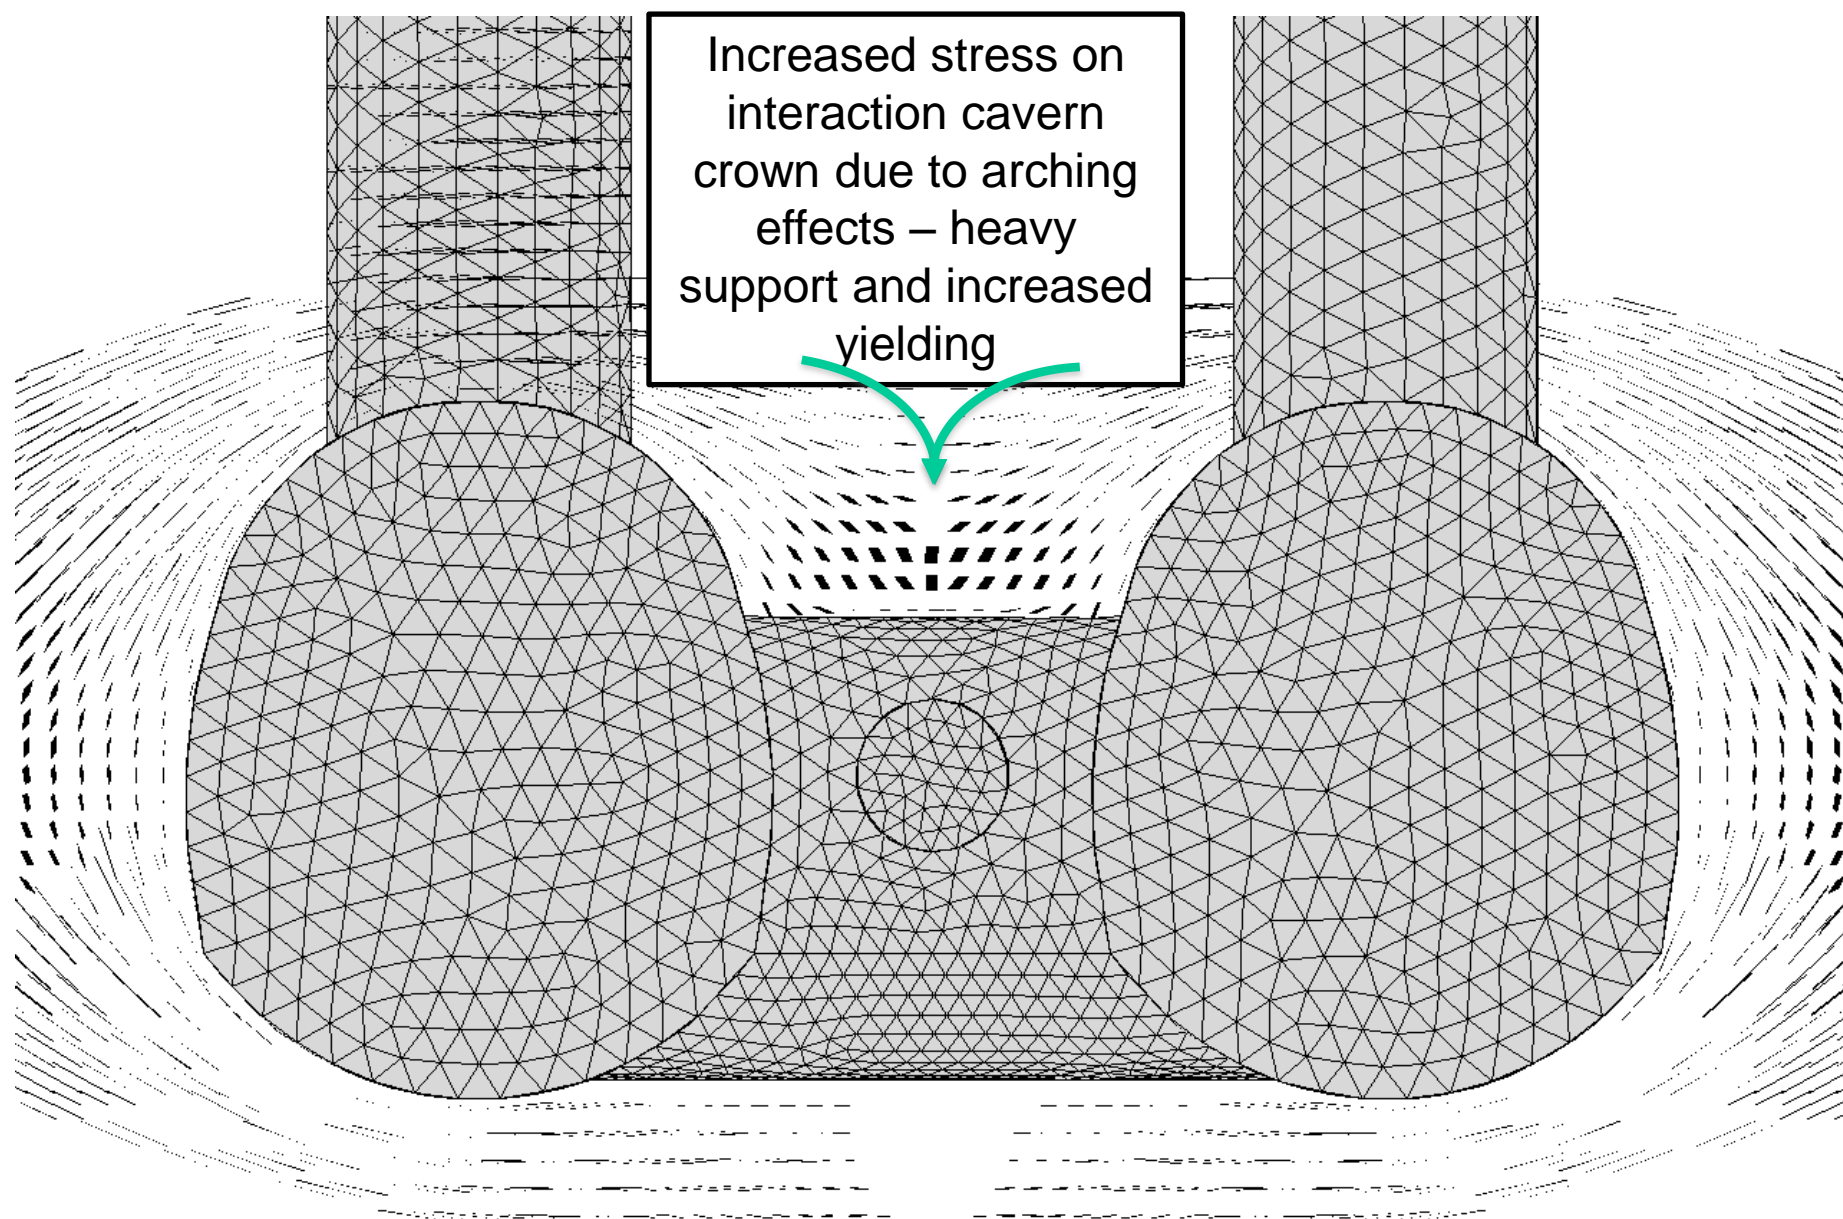 Increased stress on
interaction cavern
crown due to arching
effects – heavy
support and increased
yielding